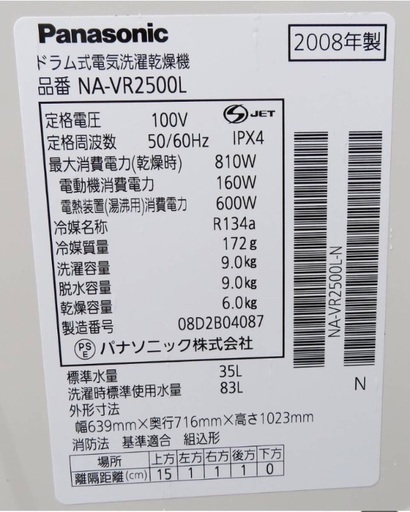 Panasonic
2008年製
ドラム式電気洗濯乾燥機
品番 NA-VR2500L
定格電圧 100V
JET
定格周波数 50/60Hz IPX4
最大消費電力(乾燥時) 810W
電動機消費電力 160W
電熱装置(湯沸用)消費電力 600W
冷媒名称 R134a
冷媒質量 172g
洗濯容量 9.0kg
脱水容量 9.0kg
乾燥容量 6.0kg
製造番号 08D2B04087
PSE パナソニック株式会社
標準水量 35L
洗濯時標準使用水量 83L
外形寸法
幅639mm×奥行716mm×高さ1023mm
消防法 基準適合 組込形
場所 上方 左方 右方 後方 下方
離隔距離(cm) 15 1 1 1 0
NA-VR2500L-N
N